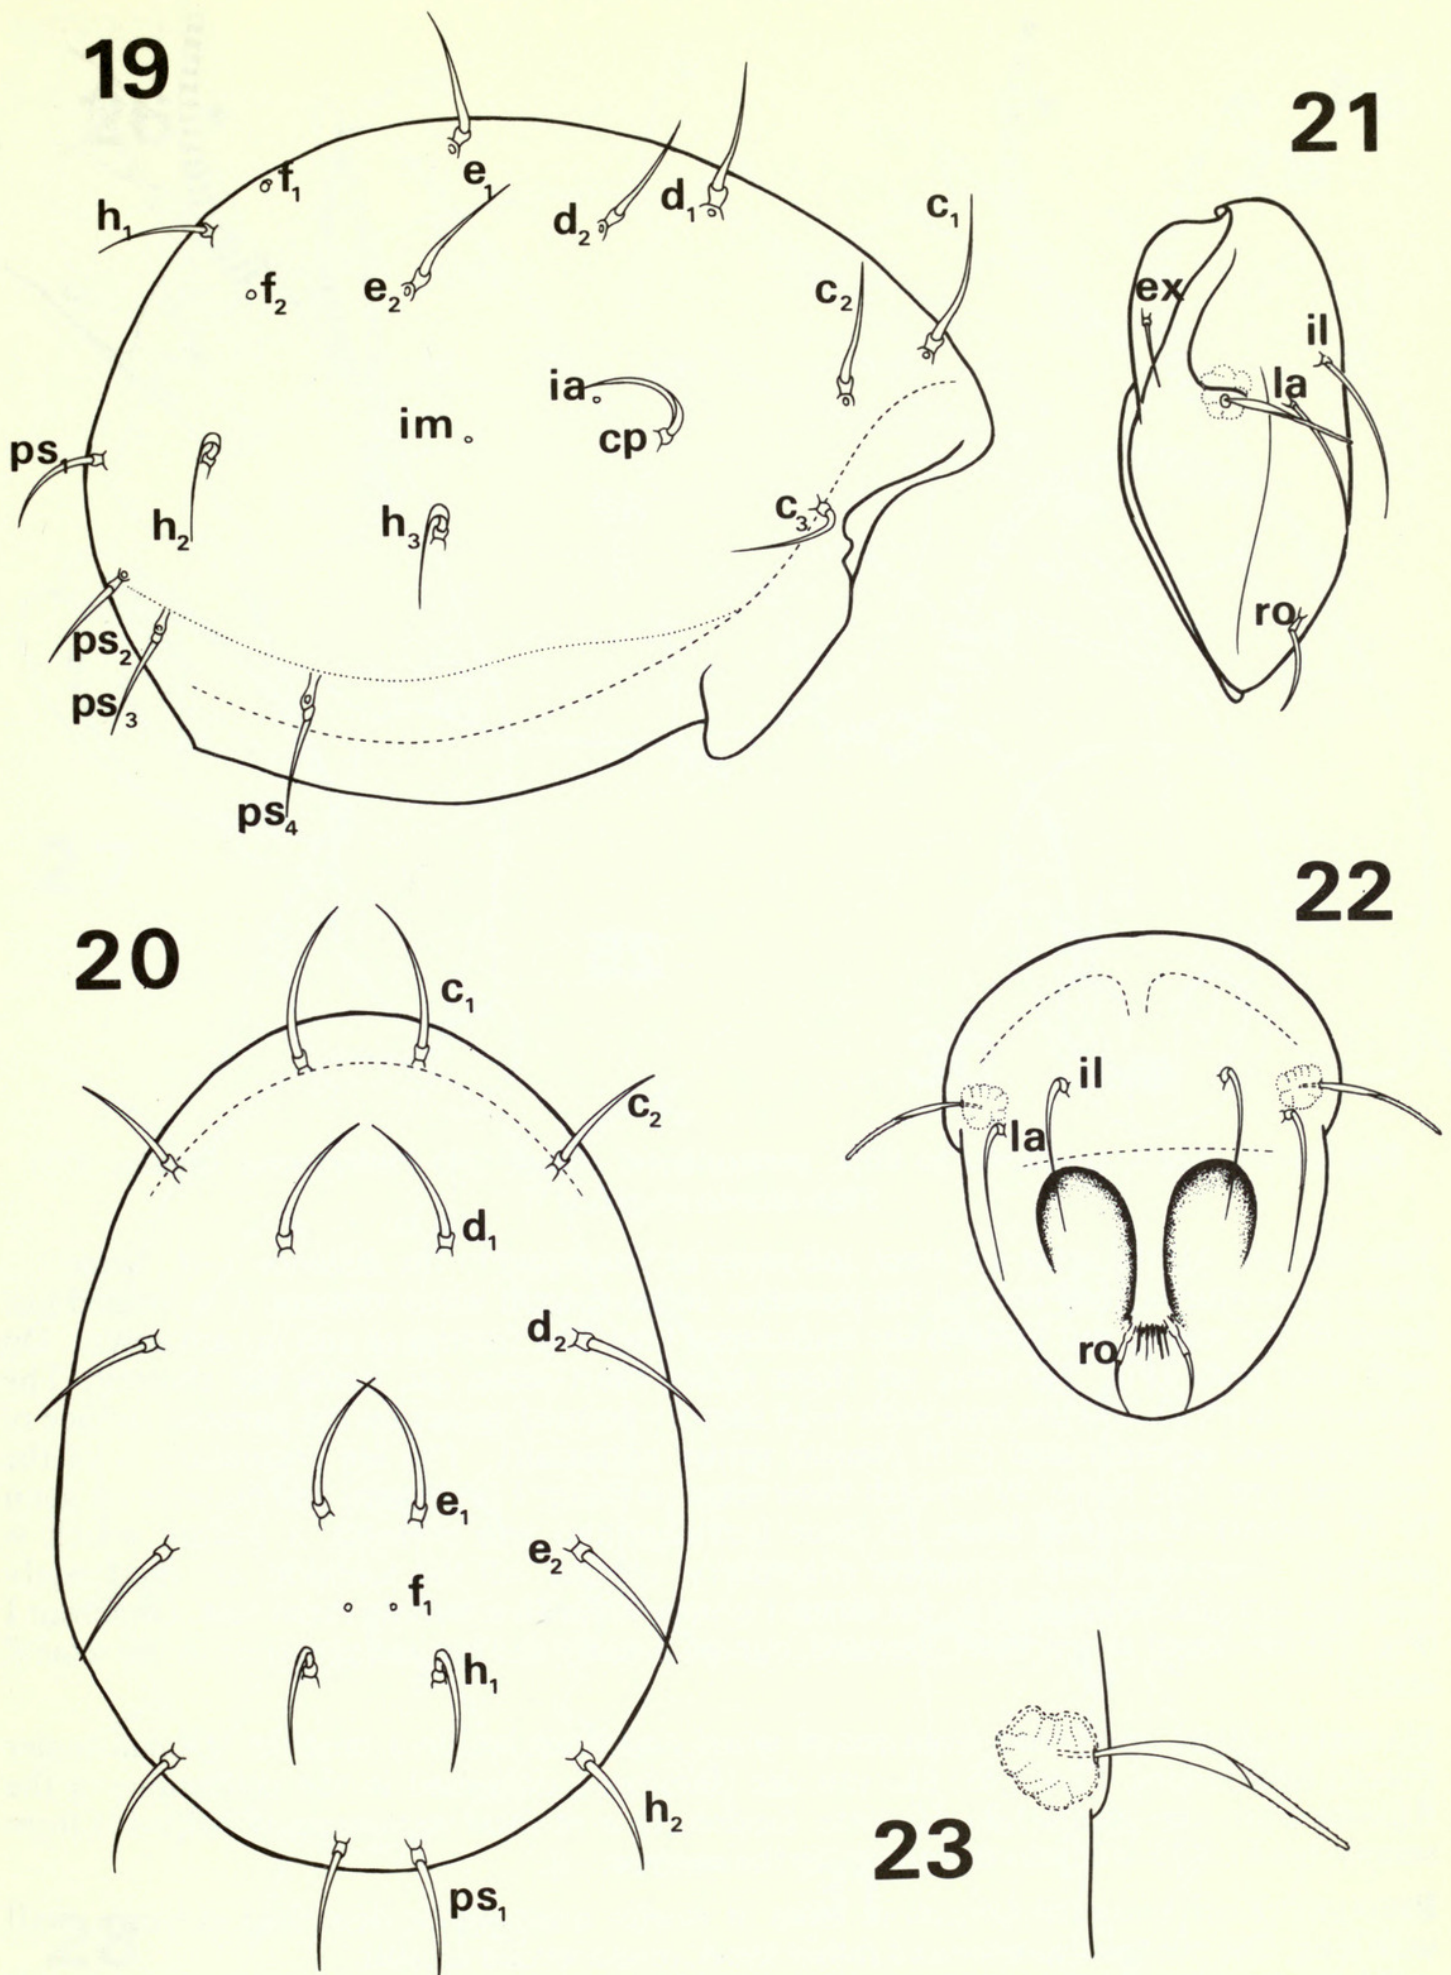 19
f₁
e₁
h₁
d₂
d₁
c₁
f₂
e₂
c₂
ia
im
cp
ps₁
h₂
h₃
c₃
ps₂
ps₃
ps₄
21
ex
il
la
ro
20
c₁
c₂
d₁
d₂
e₁
e₂
f₁
h₁
h₂
ps₁
22
il
la
ro
23